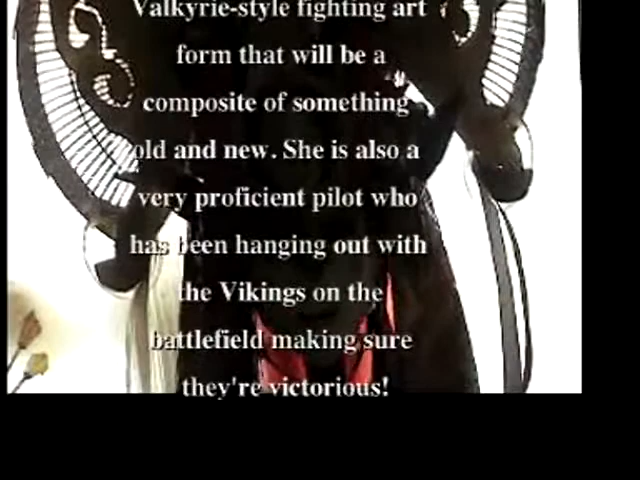 Valkyrie-style fighting art
form that will be a
composite of something
old and new. She is also a
very proficient pilot who
has been hanging out with
the Vikings on the
battlefield making sure
they're victorious!